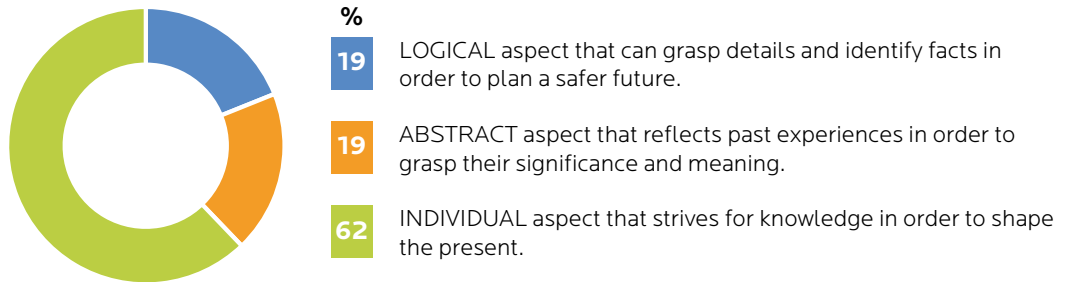 %
19
LOGICAL aspect that can grasp details and identify facts in
order to plan a safer future.
19
ABSTRACT aspect that reflects past experiences in order to
grasp their significance and meaning.
62
INDIVIDUAL aspect that strives for knowledge in order to shape
the present.